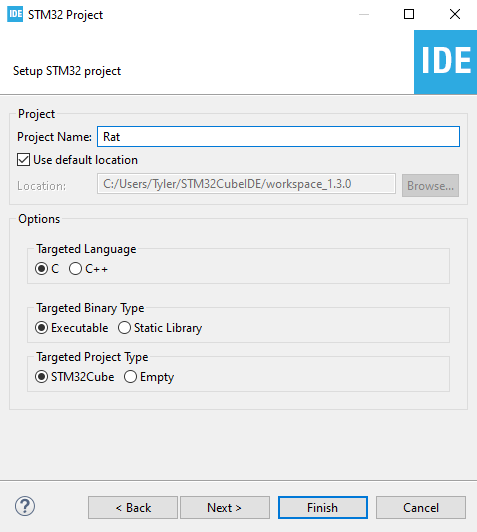 IDE STM32 Project
IDE
Setup STM32 project
Project
Project Name: Rat
Use default location
Location: C:/Users/Tyler/STM32CubeIDE/workspace_1.3.0 Browse...
Options
Targeted Language
C C++
Targeted Binary Type
Executable Static Library
Targeted Project Type
STM32Cube Empty
? < Back Next > Finish Cancel